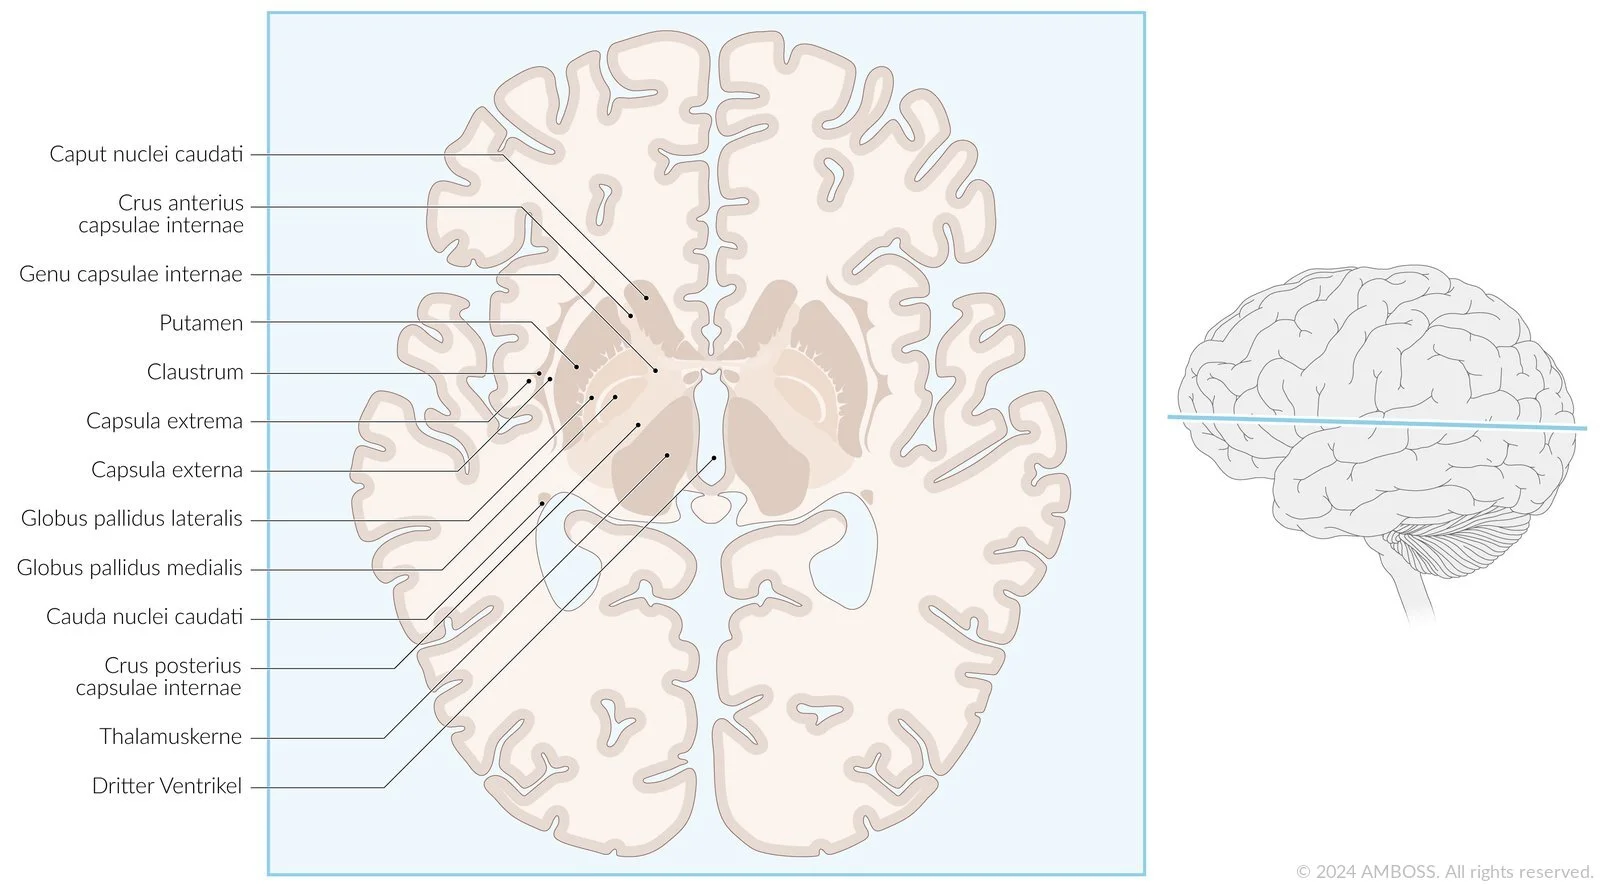 Caput nuclei caudati
Crus anterius
capsulae internae
Genu capsulae internae
Putamen
Claustrum
Capsula extrema
Capsula externa
Globus pallidus lateralis
Globus pallidus medialis
Cauda nuclei caudati
Crus posterius
capsulae internae
Thalamuskerne
Dritter Ventrikel
© 2024 AMBOSS. All rights reserved.